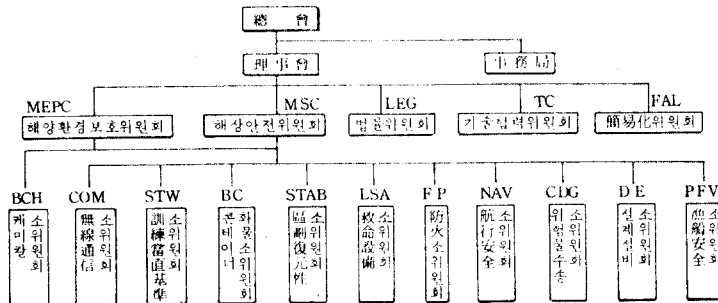 總會
理事會
事務局
MEPC
해양환경보호위원회
MSC
해상안전위원회
LEG
법률위원회
TC
기술협력위원회
FAL
簡易化위원회
BCH
케미칼
소위원회
COM
無線通信
소위원회
STW
訓練當直基準
소위원회
BC
콘테이너
화물소위원회
STAB
區劃復元性
소위원회
LSA
救命設備
소위원회
FP
防火소위원회
NAV
航行安全
소위원회
CDG
위험물수송
소위원회
DE
설계설비
소위원회
PFV
漁船安全
소위원회